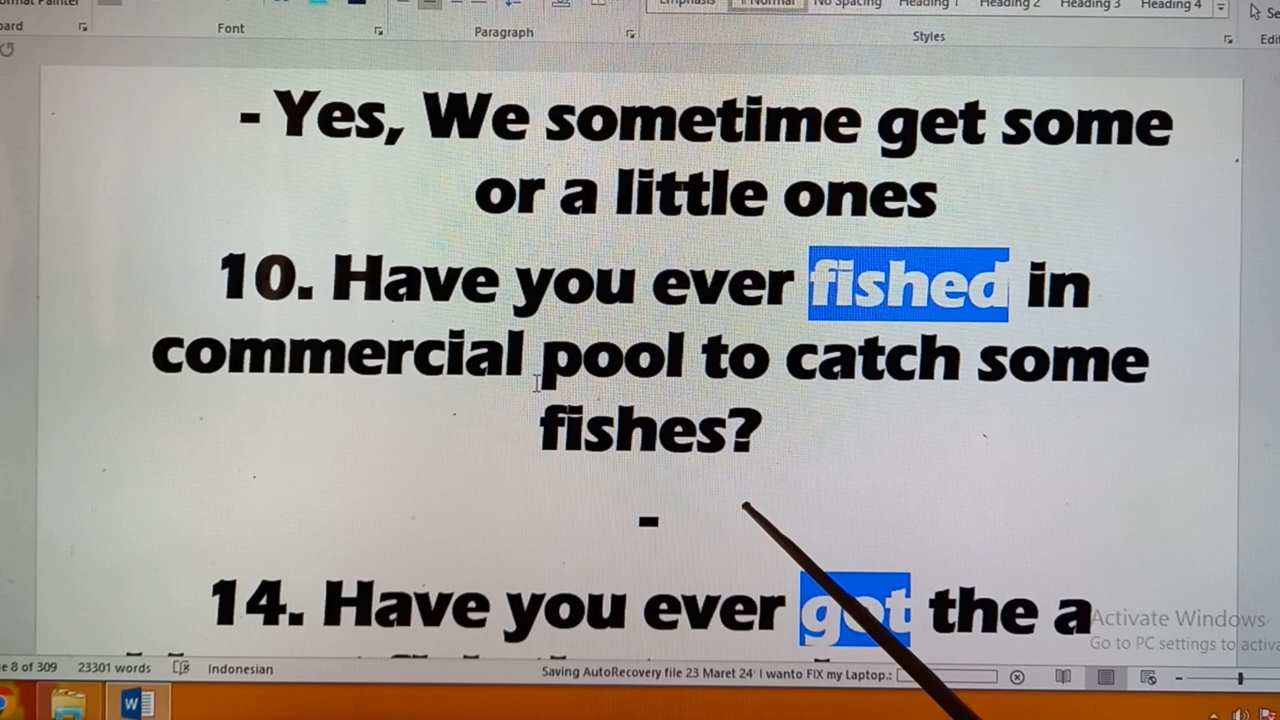 Emphasis ¶ Normal No Spacing Heading 1 Heading 2 Heading 3 Heading 4
Font Paragraph Styles
- Yes, We sometime get some
or a little ones
10. Have you ever fished in
commercial pool to catch some
fishes?
-
14. Have you ever got the a
Activate Windows
Go to PC settings to activa
e 8 of 309 23301 words Indonesian Saving AutoRecovery file 23 Maret 24 I wanto FIX my Laptop.:
W